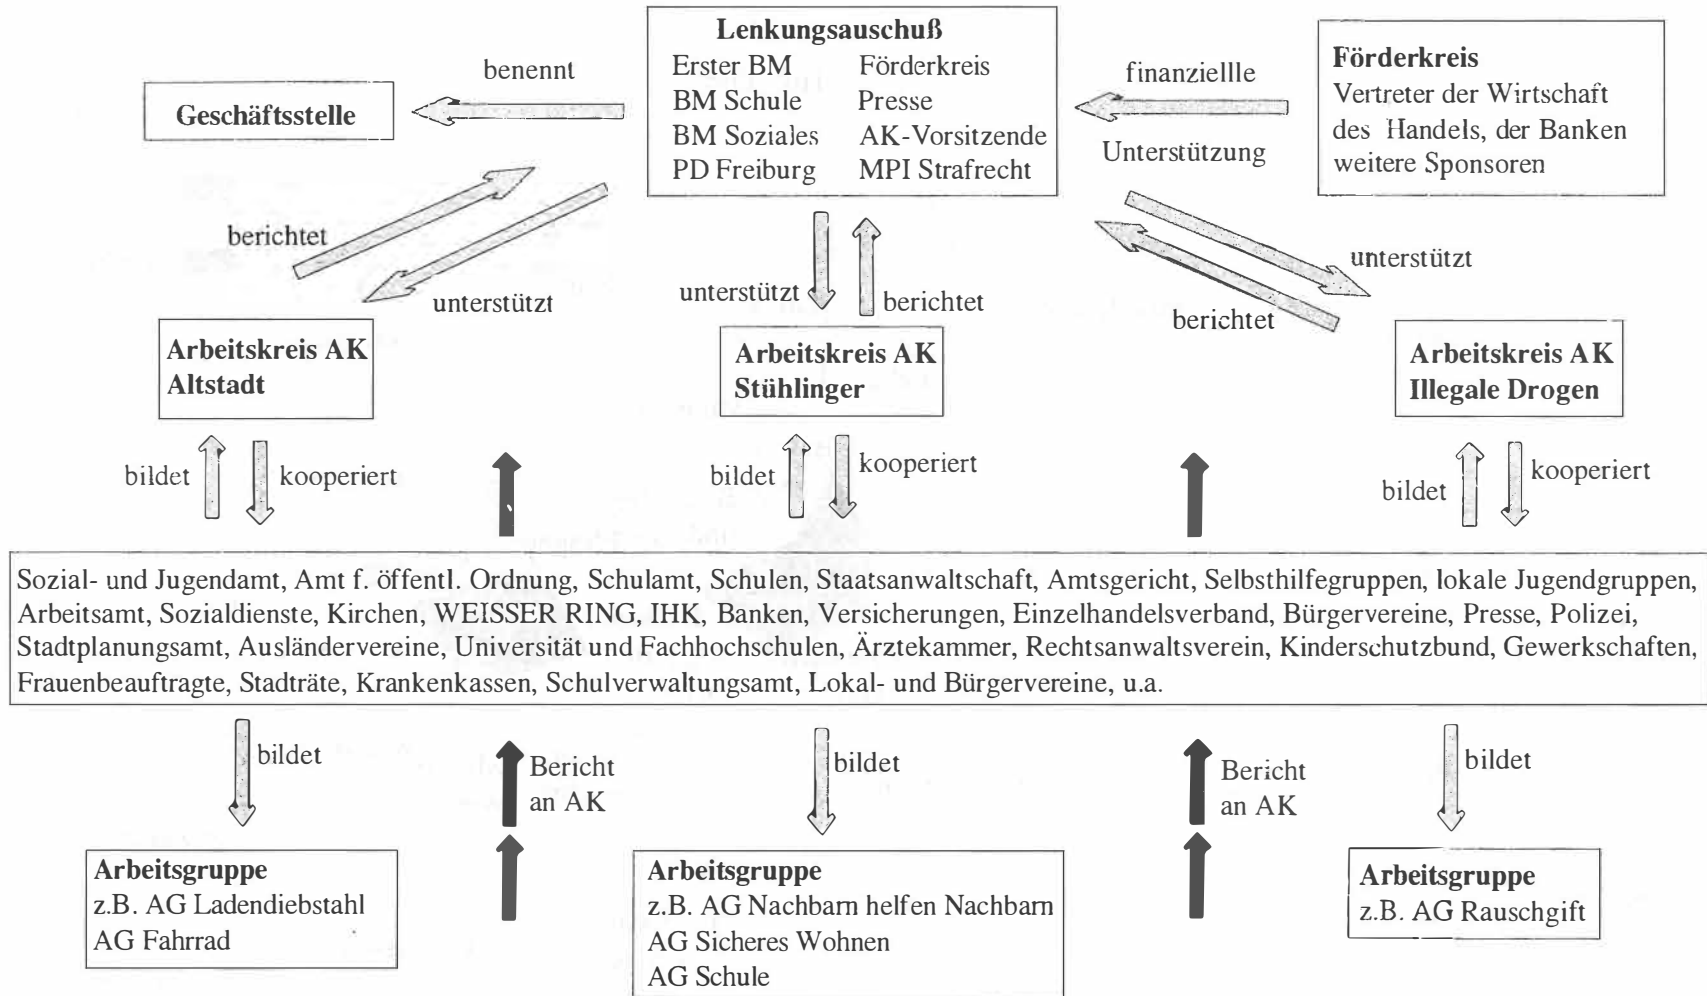 Lenkungsauschuß
Erster BM Förderkreis
BM Schule Presse
BM Soziales AK-Vorsitzende
PD Freiburg MPI Strafrecht
benennt
Geschäftsstelle
finanziellle
Unterstützung
Förderkreis
Vertreter der Wirtschaft
des Handels, der Banken
weitere Sponsoren
berichtet
unterstützt
unterstützt
berichtet
unterstützt
berichtet
Arbeitskreis AK
Altstadt
Arbeitskreis AK
Stühlinger
Arbeitskreis AK
Illegale Drogen
bildet
kooperiert
bildet
kooperiert
bildet
kooperiert
Sozial- und Jugendamt, Amt f. öffentl. Ordnung, Schulamt, Schulen, Staatsanwaltschaft, Amtsgericht, Selbsthilfegruppen, lokale Jugendgruppen,
Arbeitsamt, Sozialdienste, Kirchen, WEISSER RING, IHK, Banken, Versicherungen, Einzelhandelsverband, Bürgervereine, Presse, Polizei,
Stadtplanungsamt, Ausländervereine, Universität und Fachhochschulen, Ärztekammer, Rechtsanwaltsverein, Kinderschutzbund, Gewerkschaften,
Frauenbeauftragte, Stadträte, Krankenkassen, Schulverwaltungsamt, Lokal- und Bürgervereine, u.a.
bildet
Bericht
an AK
bildet
Bericht
an AK
bildet
Arbeitsgruppe
z.B. AG Ladendiebstahl
AG Fahrrad
Arbeitsgruppe
z.B. AG Nachbarn helfen Nachbarn
AG Sicheres Wohnen
AG Schule
Arbeitsgruppe
z.B. AG Rauschgift